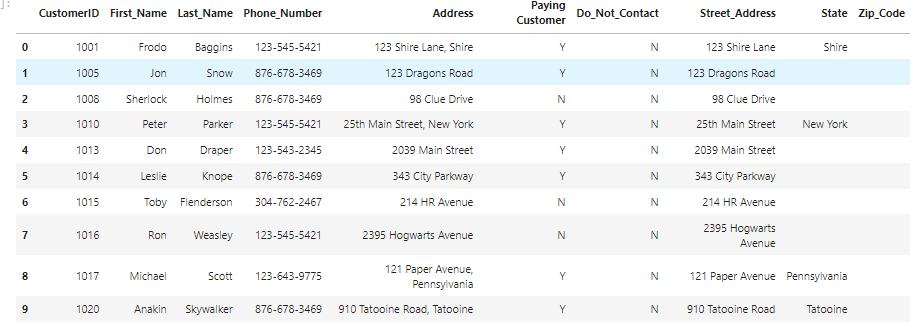 ]:
CustomerID First_Name Last_Name Phone_Number Address Paying Customer Do_Not_Contact Street_Address State Zip_Code
0 1001 Frodo Baggins 123-545-5421 123 Shire Lane, Shire Y N 123 Shire Lane Shire
1 1005 Jon Snow 876-678-3469 123 Dragons Road Y N 123 Dragons Road
2 1008 Sherlock Holmes 876-678-3469 98 Clue Drive N N 98 Clue Drive
3 1010 Peter Parker 123-545-5421 25th Main Street, New York Y N 25th Main Street New York
4 1013 Don Draper 123-543-2345 2039 Main Street Y N 2039 Main Street
5 1014 Leslie Knope 876-678-3469 343 City Parkway Y N 343 City Parkway
6 1015 Toby Flenderson 304-762-2467 214 HR Avenue N N 214 HR Avenue
7 1016 Ron Weasley 123-545-5421 2395 Hogwarts Avenue N N 2395 Hogwarts Avenue
8 1017 Michael Scott 123-643-9775 121 Paper Avenue, Pennsylvania Y N 121 Paper Avenue Pennsylvania
9 1020 Anakin Skywalker 876-678-3469 910 Tatooine Road, Tatooine Y N 910 Tatooine Road Tatooine